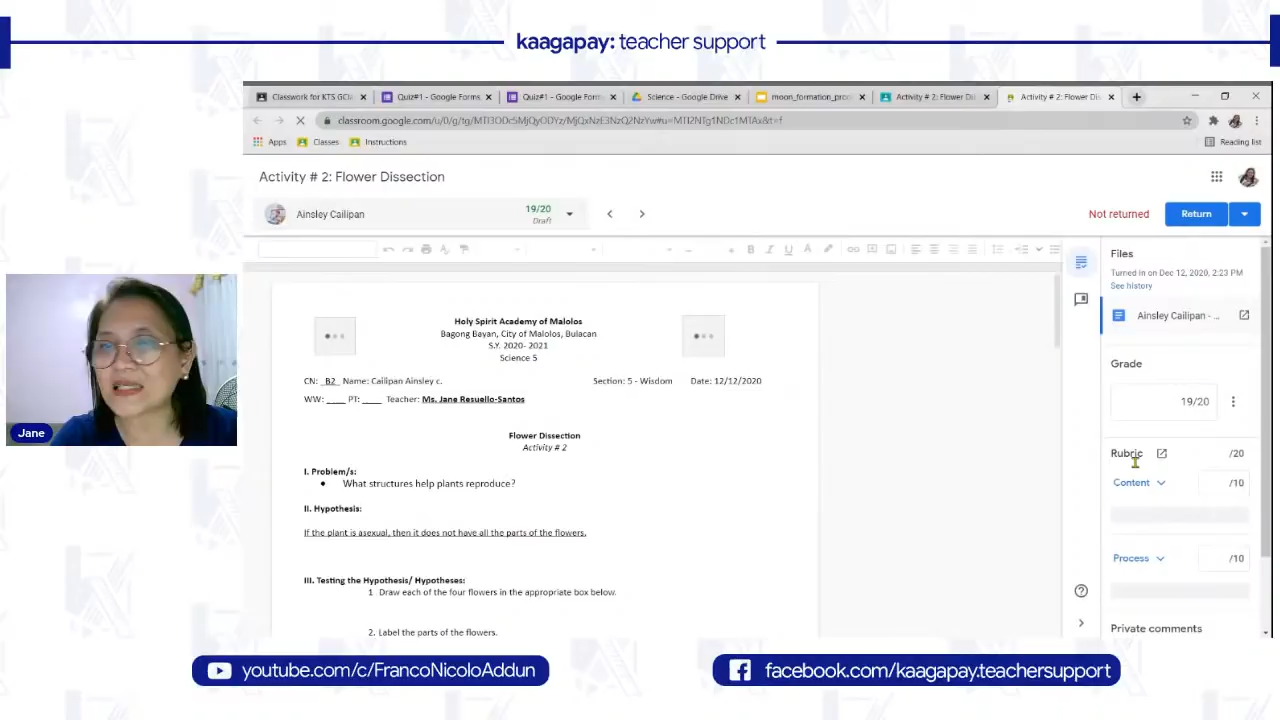 kaagapay: teacher support
Classwork for KTS GCl
Quiz#1 - Google Forms
Quiz#1 - Google Form
Science - Google Drive
moon_formation_pro
Activity # 2: Flower Di
Activity # 2: Flower Dis
Apps
Classes
Instructions
Reading list
Activity # 2: Flower Dissection
Ainsley Cailipan
19/20
Draft
Not returned
Return
Files
Turned in on Dec 12, 2020, 2:23 PM
See history
Ainsley Cailipan - ...
Grade
19/20
Rubric
/20
Content
/10
Process
/10
Private comments
Holy Spirit Academy of Malolos
Bagong Bayan, City of Malolos, Bulacan
S.Y. 2020- 2021
Science 5
CN: _B2_ Name: Cailipan Ainsley c. Section: 5 - Wisdom Date: 12/12/2020
WW: ____ PT: ____ Teacher: Ms. Jane Resuello-Santos
Flower Dissection
Activity # 2
I. Problem/s:
• What structures help plants reproduce?
II. Hypothesis:
If the plant is asexual, then it does not have all the parts of the flowers.
III. Testing the Hypothesis/ Hypotheses:
1 Draw each of the four flowers in the appropriate box below.
2. Label the parts of the flowers.
Jane
youtube.com/c/FrancoNicoloAddun
facebook.com/kaagapay.teachersupport